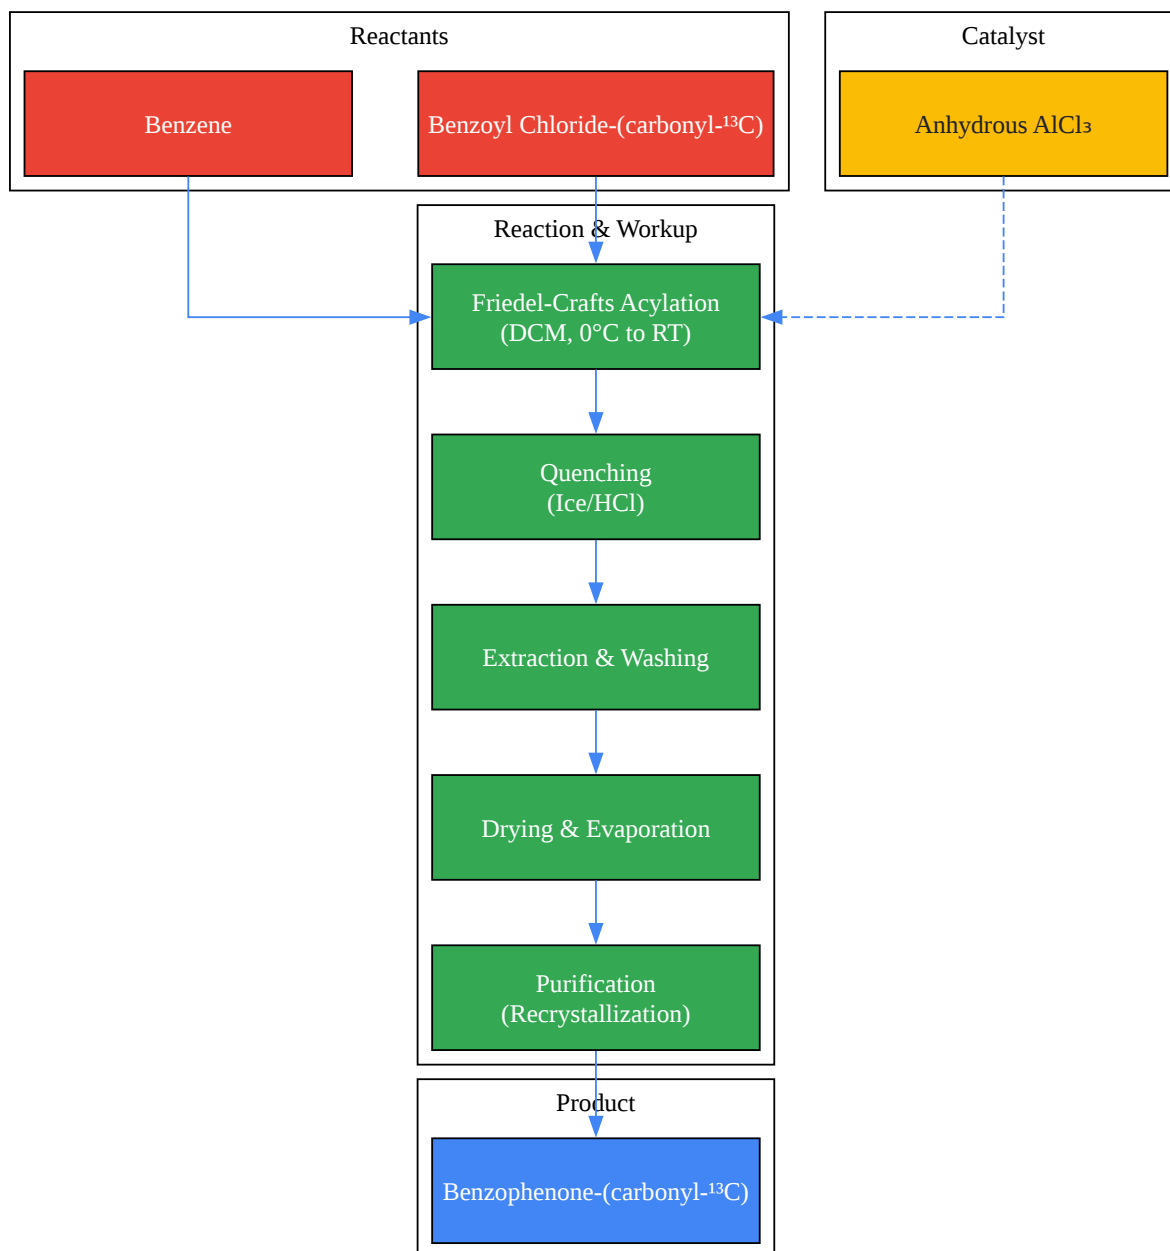 Reactants
Catalyst
Benzene
Benzoyl Chloride-(carbonyl-¹³C)
Anhydrous AlCl₃
Reaction & Workup
Friedel-Crafts Acylation
(DCM, 0°C to RT)
Quenching
(Ice/HCl)
Extraction & Washing
Drying & Evaporation
Purification
(Recrystallization)
Product
Benzophenone-(carbonyl-¹³C)